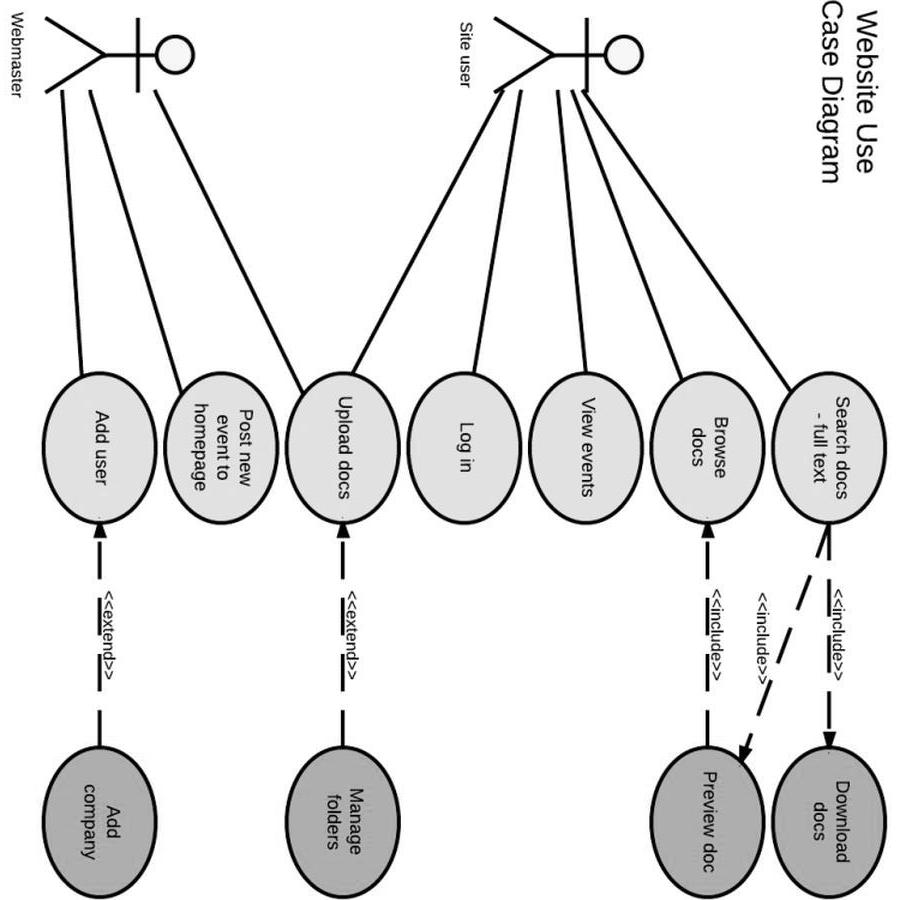 Website Use
Case Diagram
Site user
Webmaster
Search docs
- full text
Browse
docs
View events
Log in
Upload docs
Post new
event to
homepage
Add user
<<include>>
<<include>>
<<include>>
<<extend>>
<<extend>>
Download
docs
Preview doc
Manage
folders
Add
company